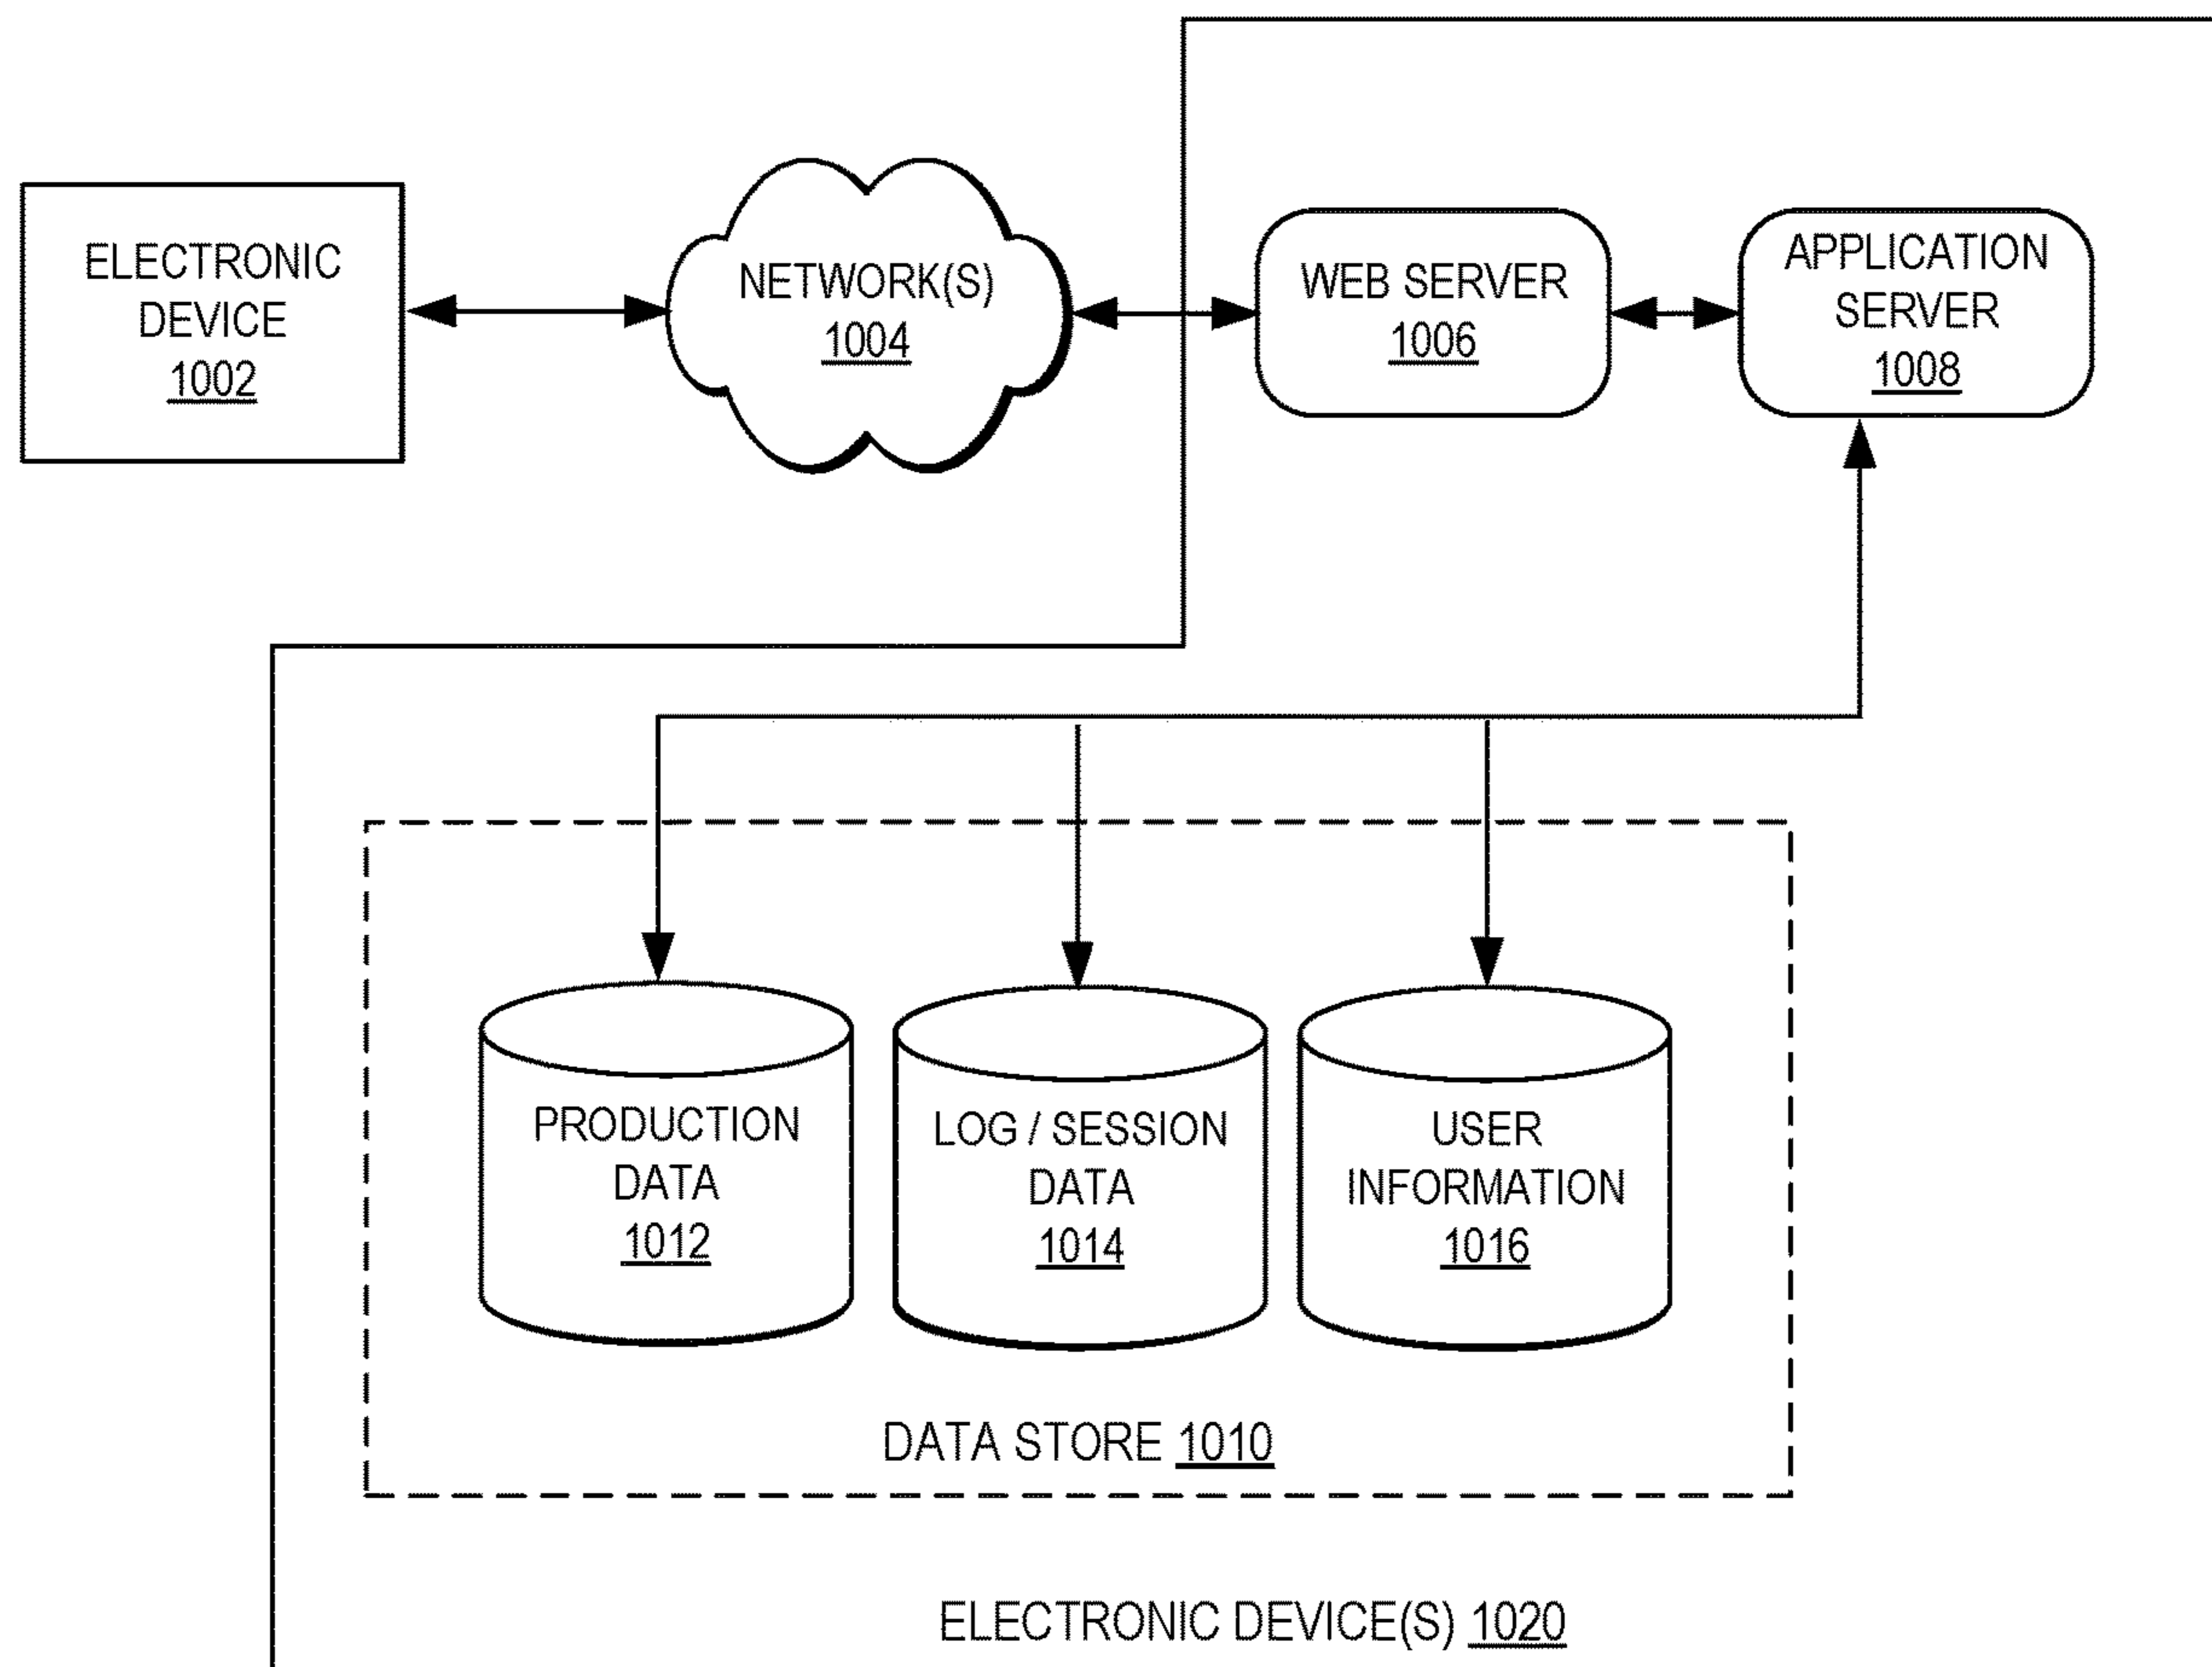 ELECTRONIC
DEVICE
1002
NETWORK(S)
1004
WEB SERVER
1006
APPLICATION
SERVER
1008
PRODUCTION
DATA
1012
LOG / SESSION
DATA
1014
USER
INFORMATION
1016
DATA STORE 1010
ELECTRONIC DEVICE(S) 1020